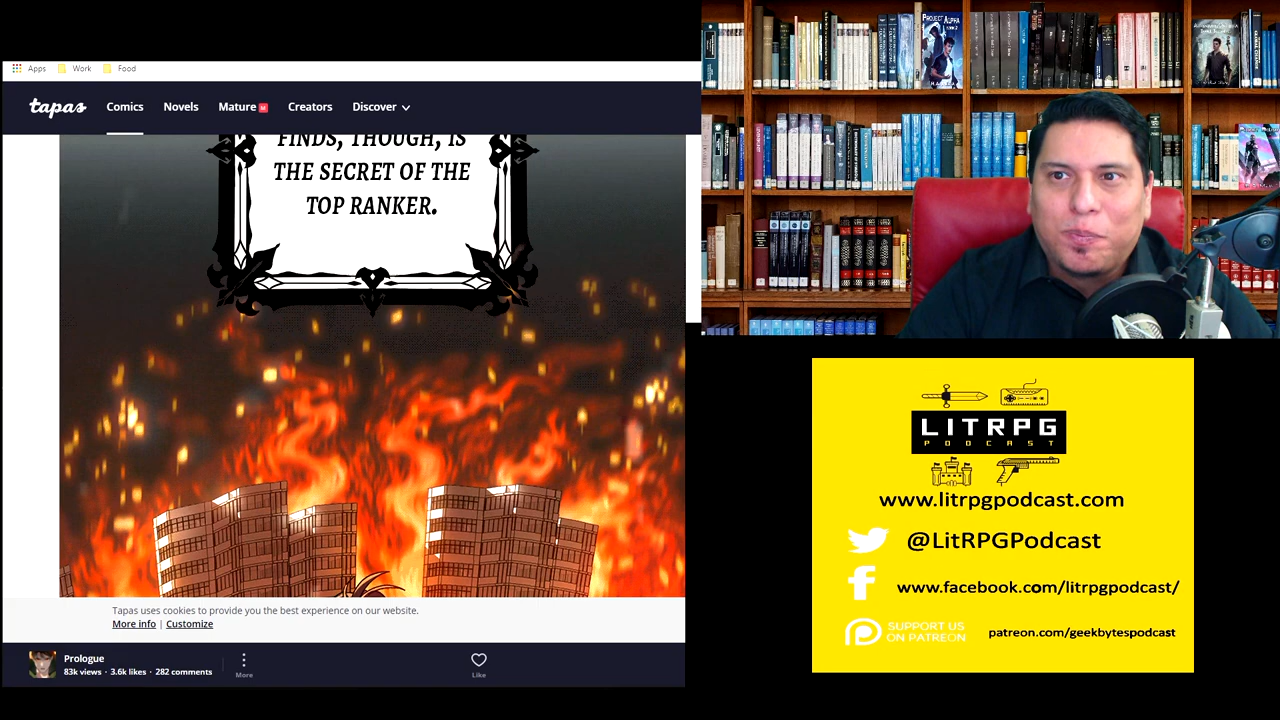 Apps Work Food
tapas Comics Novels Mature M Creators Discover
FINDS, THOUGH, IS
THE SECRET OF THE
TOP RANKER.
Tapas uses cookies to provide you the best experience on our website.
More info | Customize
Prologue
83k views · 3.6k likes · 282 comments
More
Like
PROJECT ALPHA
LITRPG
PODCAST
www.litrpgpodcast.com
@LitRPGPodcast
www.facebook.com/litrpgpodcast/
SUPPORT US
ON PATREON
patreon.com/geekbytespodcast